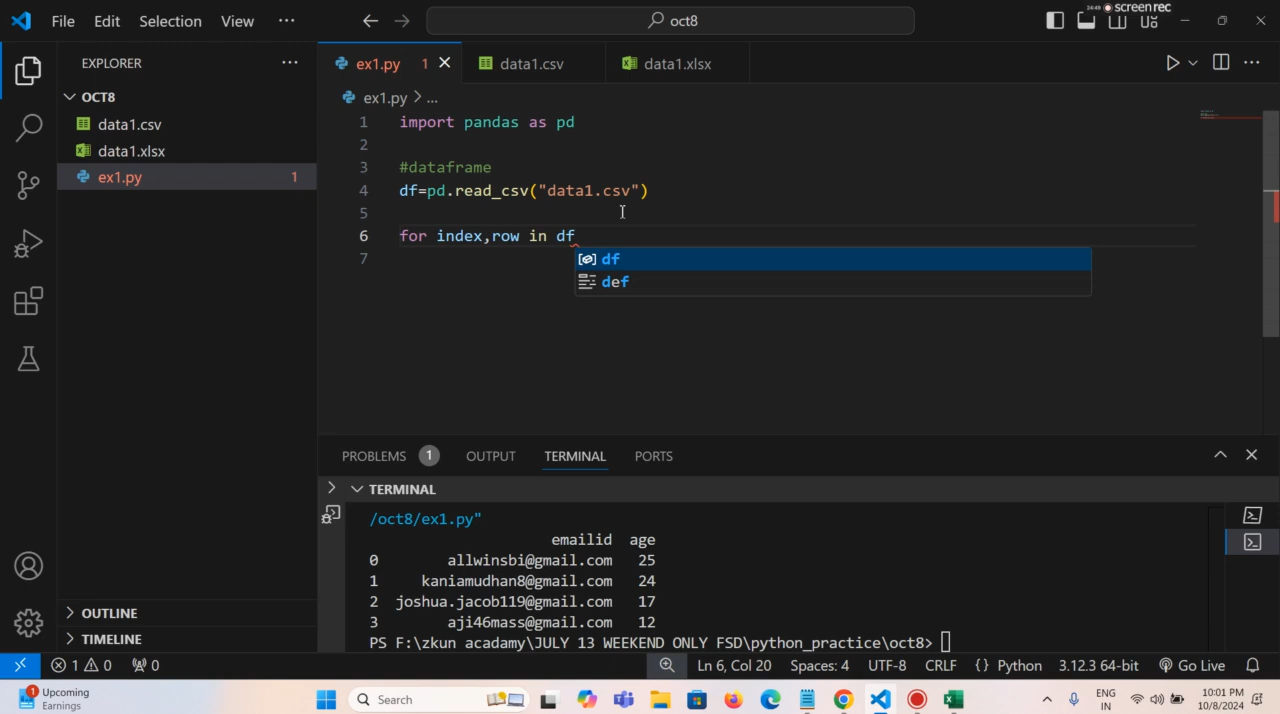 File Edit Selection View ··· oct8
24:49 screenrec
EXPLORER ···
OCT8
data1.csv
data1.xlsx
ex1.py 1
OUTLINE
TIMELINE
ex1.py 1 data1.csv data1.xlsx
ex1.py > ...
1 import pandas as pd
2
3 #dataframe
4 df=pd.read_csv("data1.csv")
5
6 for index,row in df
7
df
def
PROBLEMS 1 OUTPUT TERMINAL PORTS
TERMINAL
/oct8/ex1.py"
emailid age
0 allwinsbi@gmail.com 25
1 kaniamudhan8@gmail.com 24
2 joshua.jacob119@gmail.com 17
3 aji46mass@gmail.com 12
PS F:\zkun acadamy\JULY 13 WEEKEND ONLY FSD\python_practice\oct8>
1 0 0 Ln 6, Col 20 Spaces: 4 UTF-8 CRLF {} Python 3.12.3 64-bit Go Live
1 Upcoming
Earnings
Search
ENG
IN
10:01 PM
10/8/2024